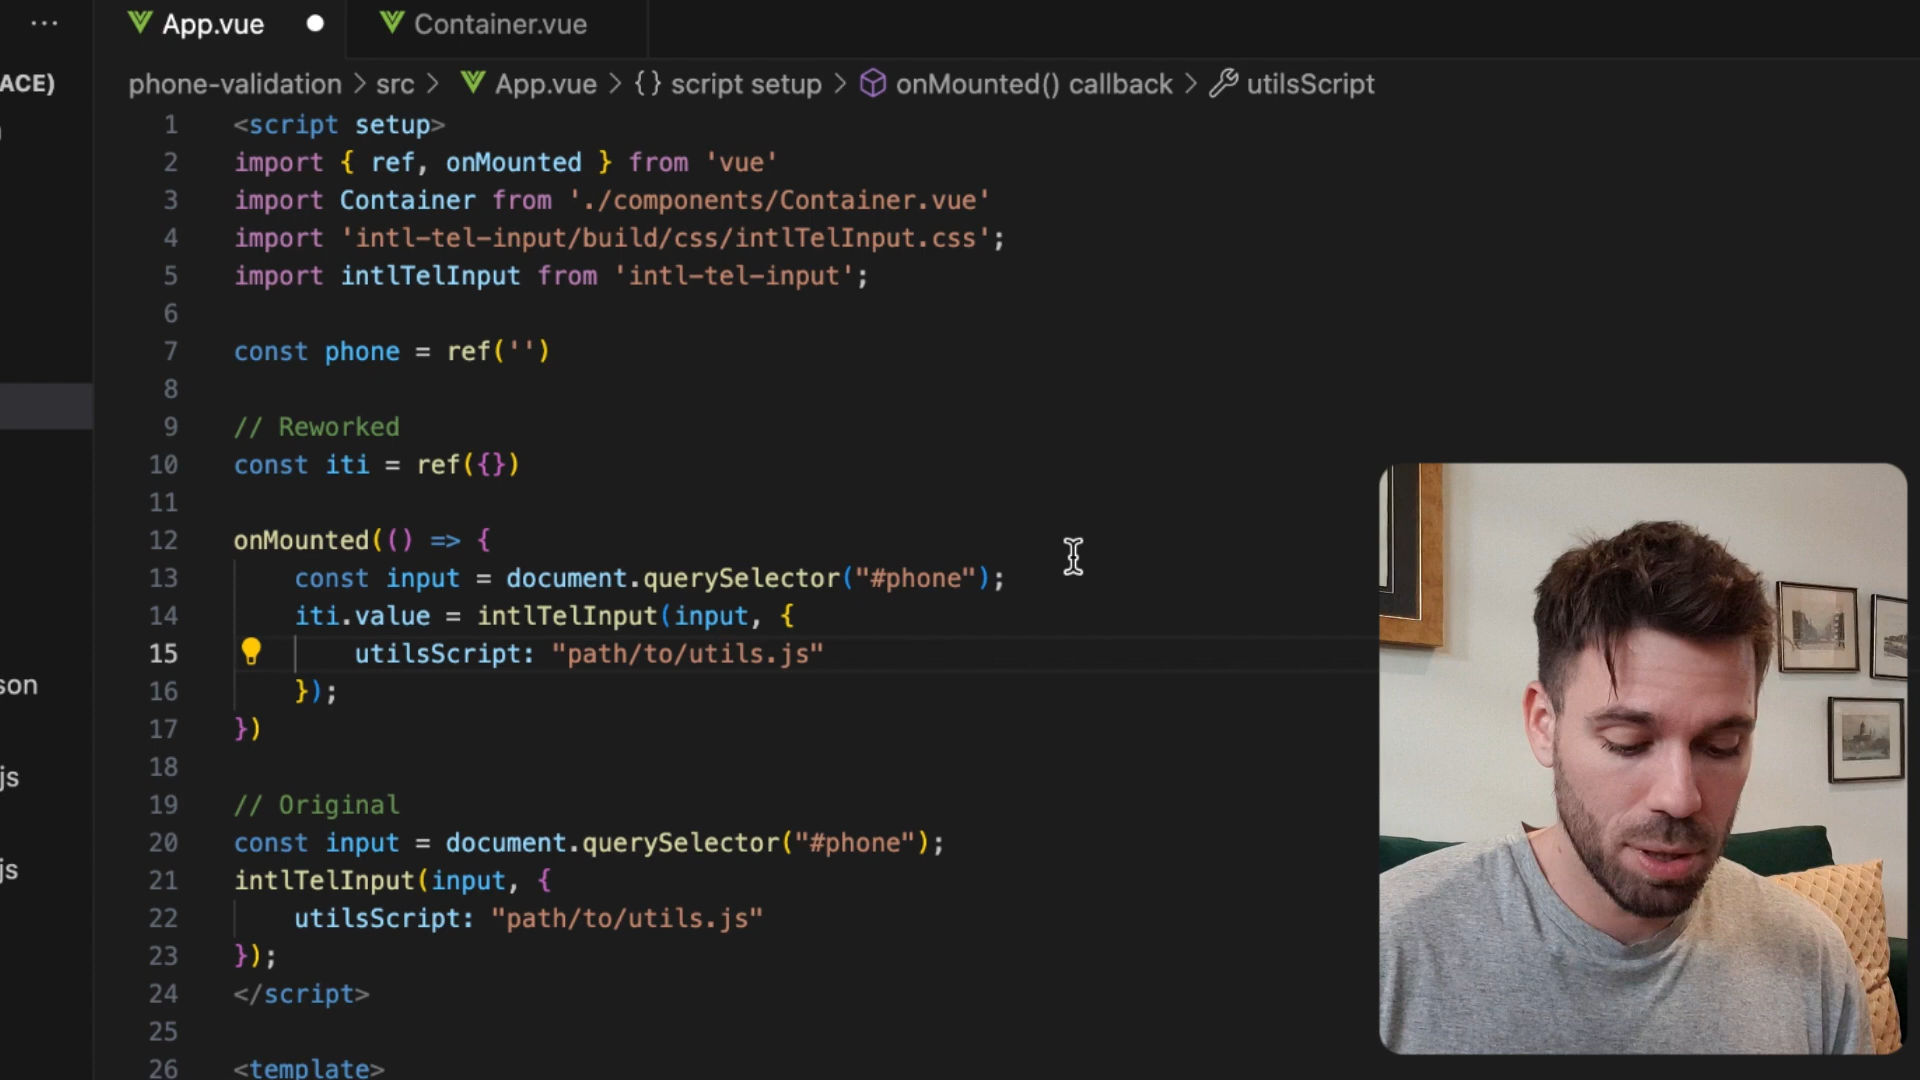 ...
App.vue
Container.vue
ACE)
phone-validation > src > App.vue > {} script setup > onMounted() callback > utilsScript
1 <script setup>
2 import { ref, onMounted } from 'vue'
3 import Container from './components/Container.vue'
4 import 'intl-tel-input/build/css/intlTelInput.css';
5 import intlTelInput from 'intl-tel-input';
6
7 const phone = ref('')
8
9 // Reworked
10 const iti = ref({})
11
12 onMounted(() => {
13 const input = document.querySelector("#phone");
14 iti.value = intlTelInput(input, {
15 utilsScript: "path/to/utils.js"
16 });
17 })
18
19 // Original
20 const input = document.querySelector("#phone");
21 intlTelInput(input, {
22 utilsScript: "path/to/utils.js"
23 });
24 </script>
25
26 <template>
son
js
js